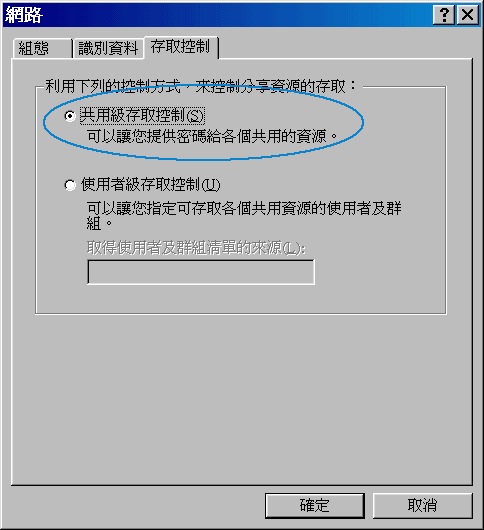 網路
組態 識別資料 存取控制
利用下列的控制方式，來控制分享資源的存取：
共用級存取控制(S)
可以讓您提供密碼給各個共用的資源。
使用者級存取控制(U)
可以讓您指定可存取各個共用資源的使用者及群
組。
取得使用者及群組清單的來源(L):
確定 取消